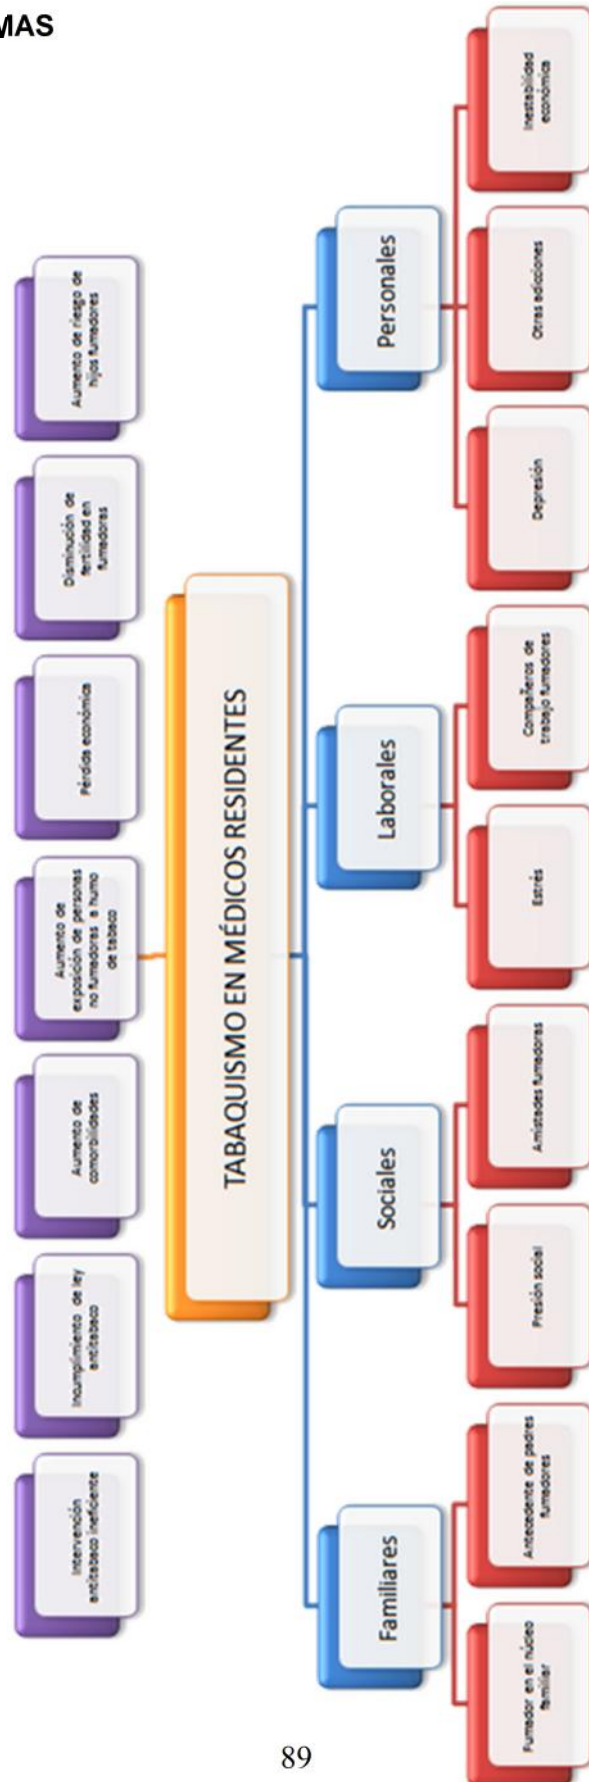 MAS
Intervención
antitabaco ineficiente
Incumplimiento de ley
antitabaco
Aumento de
comorbilidades
Aumento de
exposición de personas
no fumadoras a humo
de tabaco
Pérdida económica
Disminución de
fertilidad en
fumadoras
Aumento de riesgo de
hijos fumadores
TABAQUISMO EN MÉDICOS RESIDENTES
Familiares
Sociales
Laborales
Personales
Fumador en el núcleo
familiar
Antecedente de padres
fumadores
Presión social
Amistades fumadoras
Estrés
Compañeros de
trabajo fumadores
Depresión
Otras adicciones
Inestabilidad
económica
89